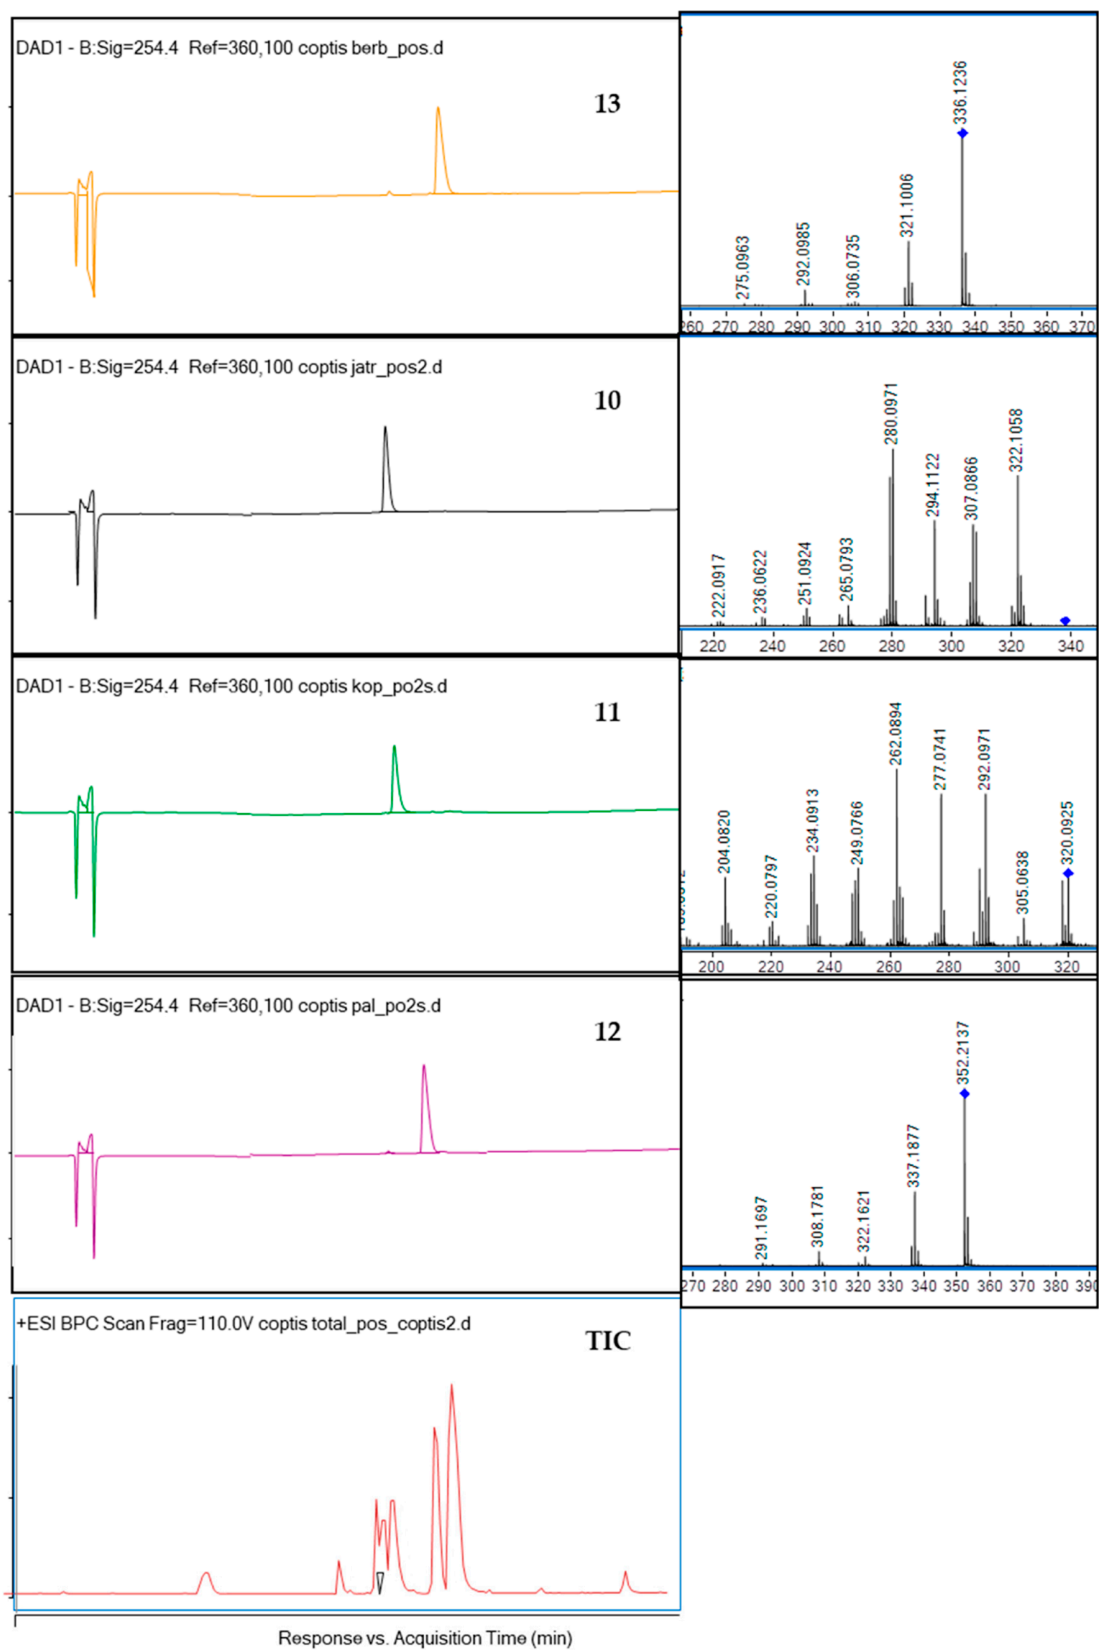 DAD1 - B:Sig=254.4 Ref=360,100 coptis berb_pos.d
13
275.0963
292.0985
306.0735
321.1006
336.1236
260 270 280 290 300 310 320 330 340 350 360 370
DAD1 - B:Sig=254.4 Ref=360,100 coptis jatr_pos2.d
10
222.0917
236.0622
251.0924
265.0793
280.0971
294.1122
307.0866
322.1058
220 240 260 280 300 320 340
DAD1 - B:Sig=254.4 Ref=360,100 coptis kop_po2s.d
11
204.0820
220.0797
234.0913
249.0766
262.0894
277.0741
292.0971
305.0638
320.0925
200 220 240 260 280 300 320
DAD1 - B:Sig=254.4 Ref=360,100 coptis pal_po2s.d
12
291.1697
308.1781
322.1621
337.1877
352.2137
270 280 290 300 310 320 330 340 350 360 370 380 390
+ESI BPC Scan Frag=110.0V coptis total_pos_coptis2.d
TIC
Response vs. Acquisition Time (min)